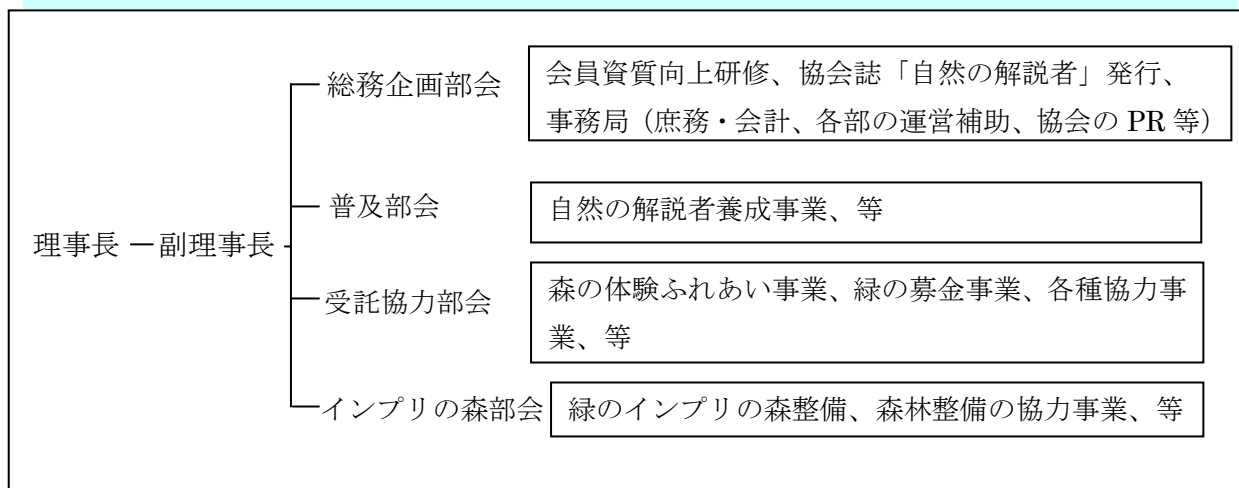 総務企画部会
会員資質向上研修、協会誌「自然の解説者」発行、
事務局（庶務・会計、各部の運営補助、協会の PR 等）
普及部会
自然の解説者養成事業、等
理事長 ー副理事長
受託協力部会
森の体験ふれあい事業、緑の募金事業、各種協力事
業、等
インプリの森部会
緑のインプリの森整備、森林整備の協力事業、等